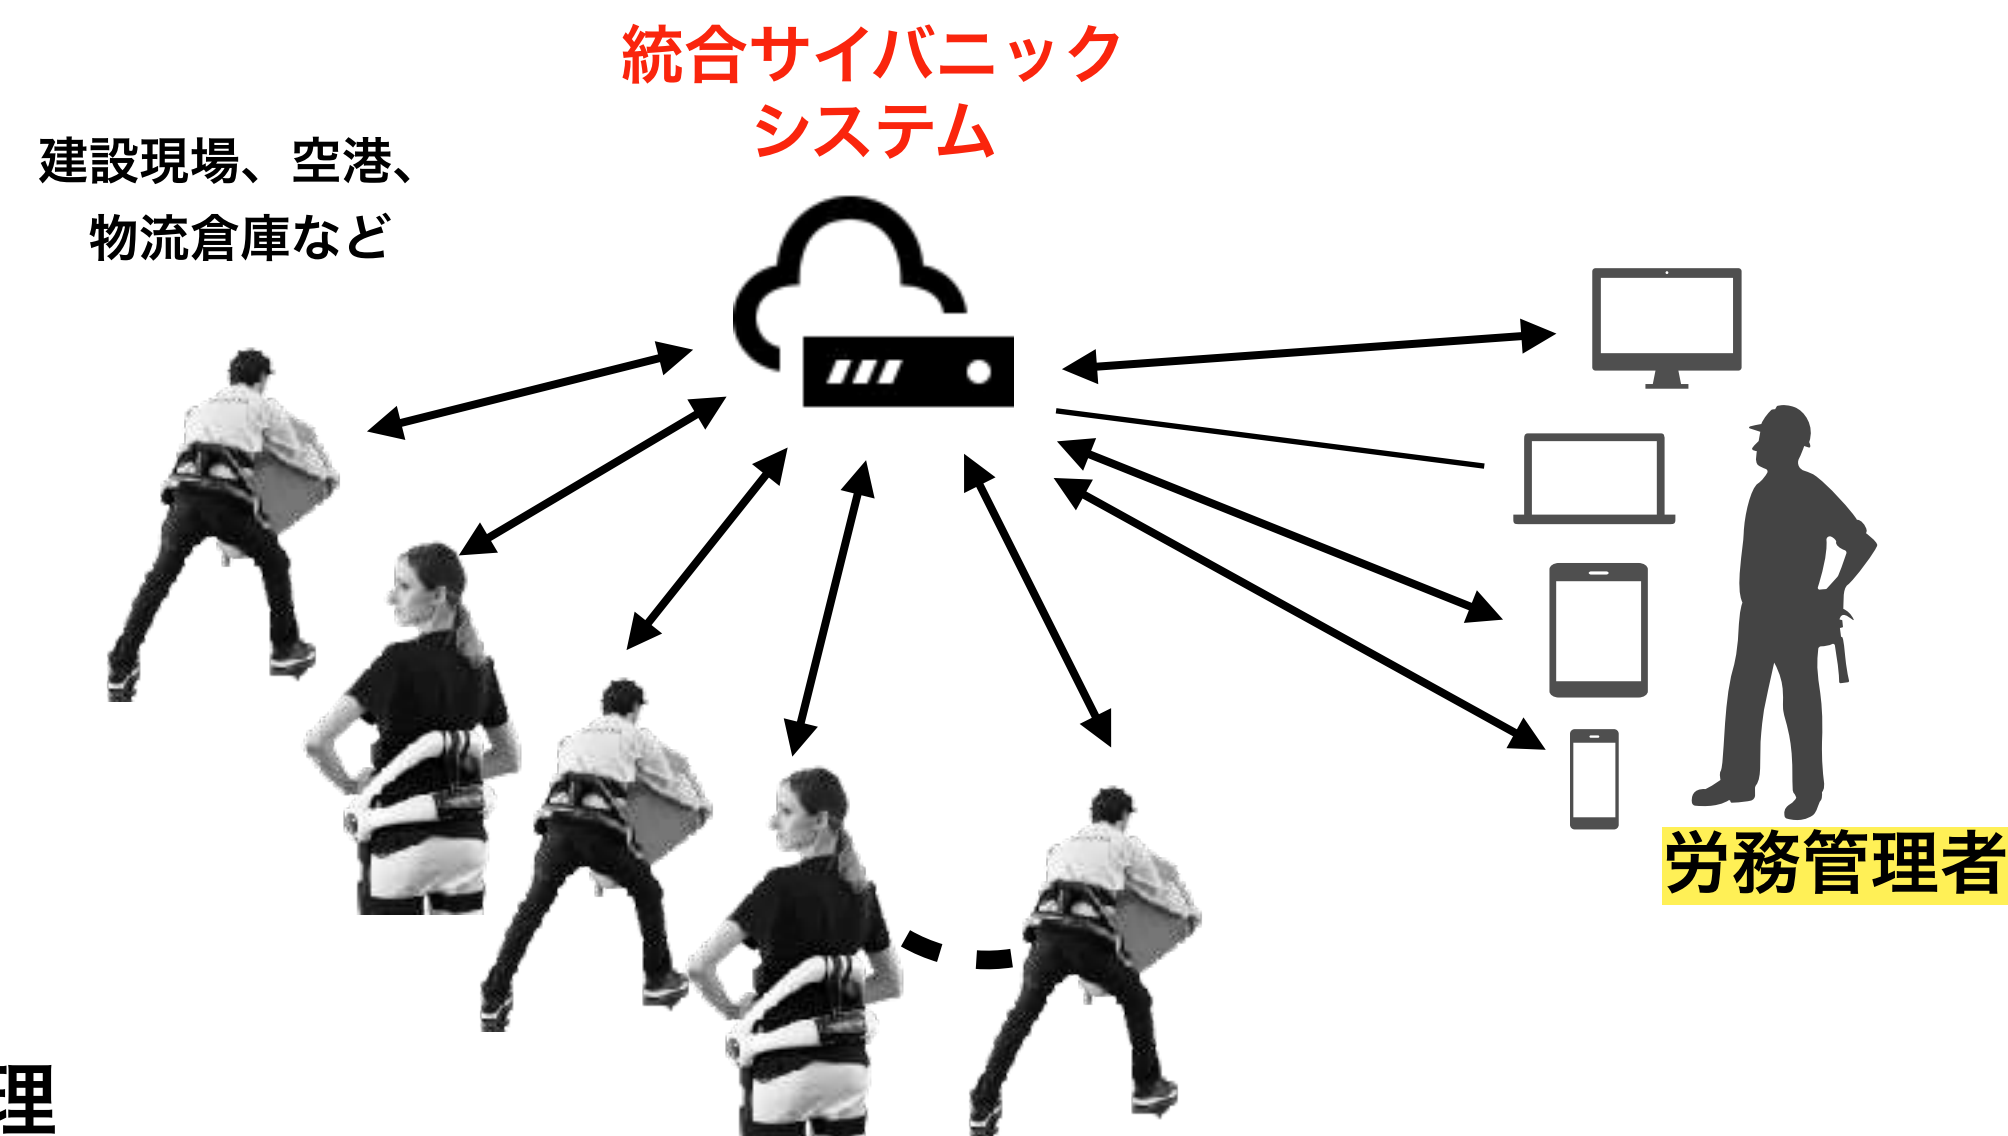 統合サイバニック
システム
建設現場、空港、
物流倉庫など
労務管理者
理